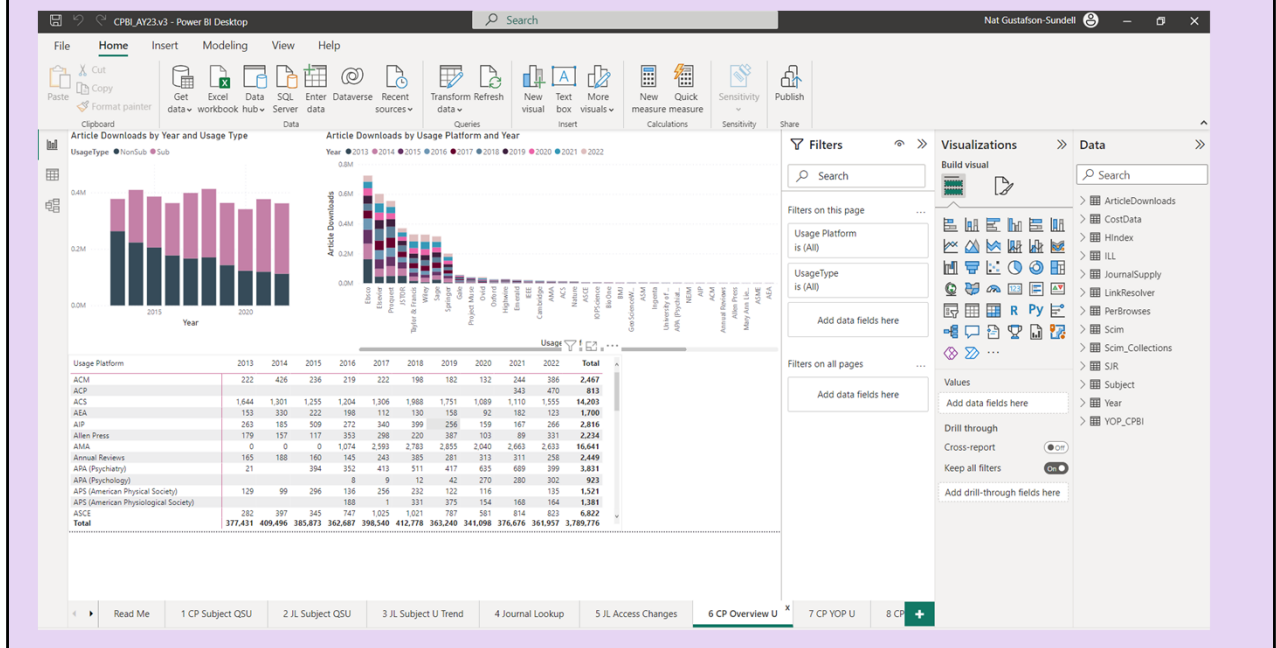 CPBI_AY23.v3 - Power BI Desktop
Search
Nat Gustafson-Sundell
File Home Insert Modeling View Help
Paste
Cut
Copy
Format painter
Clipboard
Get data
Excel workbook
Data hub
SQL Server
Enter data
Dataverse
Recent sources
Data
Transform data
Refresh
Queries
New visual
Text box
More visuals
Insert
New measure
Quick measure
Calculations
Sensitivity
Sensitivity
Publish
Share
Article Downloads by Year and Usage Type
UsageType NonSub Sub
0.4M
0.2M
0.0M
2015 2020
Year
Article Downloads by Usage Platform and Year
Year 2013 2014 2015 2016 2017 2018 2019 2020 2021 2022
0.8M
0.6M
0.4M
0.2M
0.0M
Article Downloads
Ebsco
Elsevier
Proquest
JSTOR
Taylor & Francis
Wiley
Sage
Springer
Gale
Project Muse
Ovid
Oxford
Highwire
Emerald
IEEE
Cambridge
AMA
ACS
Nature
ASCE
IOPScience
BioOne
BMJ
GeoScienceW...
ASM
Ingenta
University of...
APA (Psychiat...
NEJM
AIP
ACM
Annual Reviews
Allen Press
Mary Ann Lie...
ASME
AEA
Usage
Usage Platform 2013 2014 2015 2016 2017 2018 2019 2020 2021 2022 Total
ACM 222 426 236 219 222 198 182 132 244 386 2,467
ACP 343 470 813
ACS 1,644 1,301 1,255 1,204 1,306 1,988 1,751 1,089 1,110 1,555 14,203
AEA 153 330 222 198 112 130 158 92 182 123 1,700
AIP 263 185 509 272 340 399 256 159 167 266 2,816
Allen Press 179 157 117 353 298 220 387 103 89 331 2,234
AMA 0 0 0 1,074 2,593 2,783 2,855 2,040 2,663 2,633 16,641
Annual Reviews 165 188 160 145 243 385 281 313 311 258 2,449
APA (Psychiatry) 21 394 352 413 511 417 635 689 399 3,831
APA (Psychology) 8 9 12 42 270 280 302 923
APS (American Physical Society) 129 99 296 136 256 232 122 116 135 1,521
APS (American Physiological Society) 188 1 331 375 154 168 164 1,381
ASCE 282 397 345 747 1,025 1,021 787 581 814 823 6,822
Total 377,431 409,496 385,873 362,687 398,540 412,778 363,240 341,098 376,676 361,957 3,789,776
Filters
Search
Filters on this page
Usage Platform
is (All)
UsageType
is (All)
Add data fields here
Filters on all pages
Add data fields here
Visualizations
Build visual
R Py
Values
Add data fields here
Drill through
Cross-report Off
Keep all filters On
Add drill-through fields here
Data
Search
ArticleDownloads
CostData
HIndex
ILL
JournalSupply
LinkResolver
PerBrowses
Scim
Scim_Collections
SJR
Subject
Year
YOP_CPBI
Read Me
1 CP Subject QSU
2 JL Subject QSU
3 JL Subject U Trend
4 Journal Lookup
5 JL Access Changes
6 CP Overview U
7 CP YOP U
8 CP